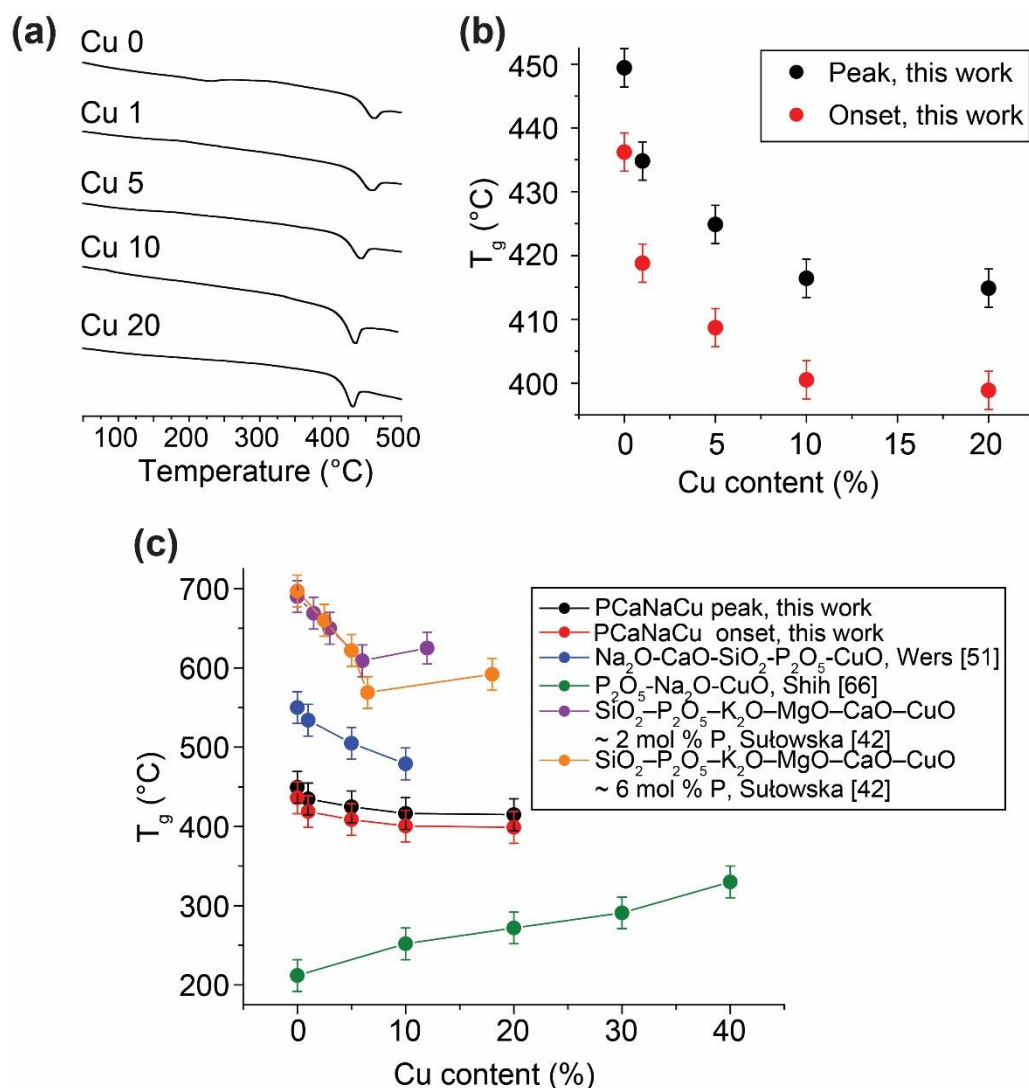 (a)
Cu 0
Cu 1
Cu 5
Cu 10
Cu 20
100 200 300 400 500
Temperature (°C)
(b)
450
440
430
420
410
400
T_g (°C)
0 5 10 15 20
Cu content (%)
Peak, this work
Onset, this work
(c)
700
600
500
400
300
200
T_g (°C)
0 10 20 30 40
Cu content (%)
PCaNaCu peak, this work
PCaNaCu onset, this work
Na₂O-CaO-SiO₂-P₂O₅-CuO, Wers [51]
P₂O₅-Na₂O-CuO, Shih [66]
SiO₂–P₂O₅–K₂O–MgO–CaO–CuO
~ 2 mol % P, Sułowska [42]
SiO₂–P₂O₅–K₂O–MgO–CaO–CuO
~ 6 mol % P, Sułowska [42]